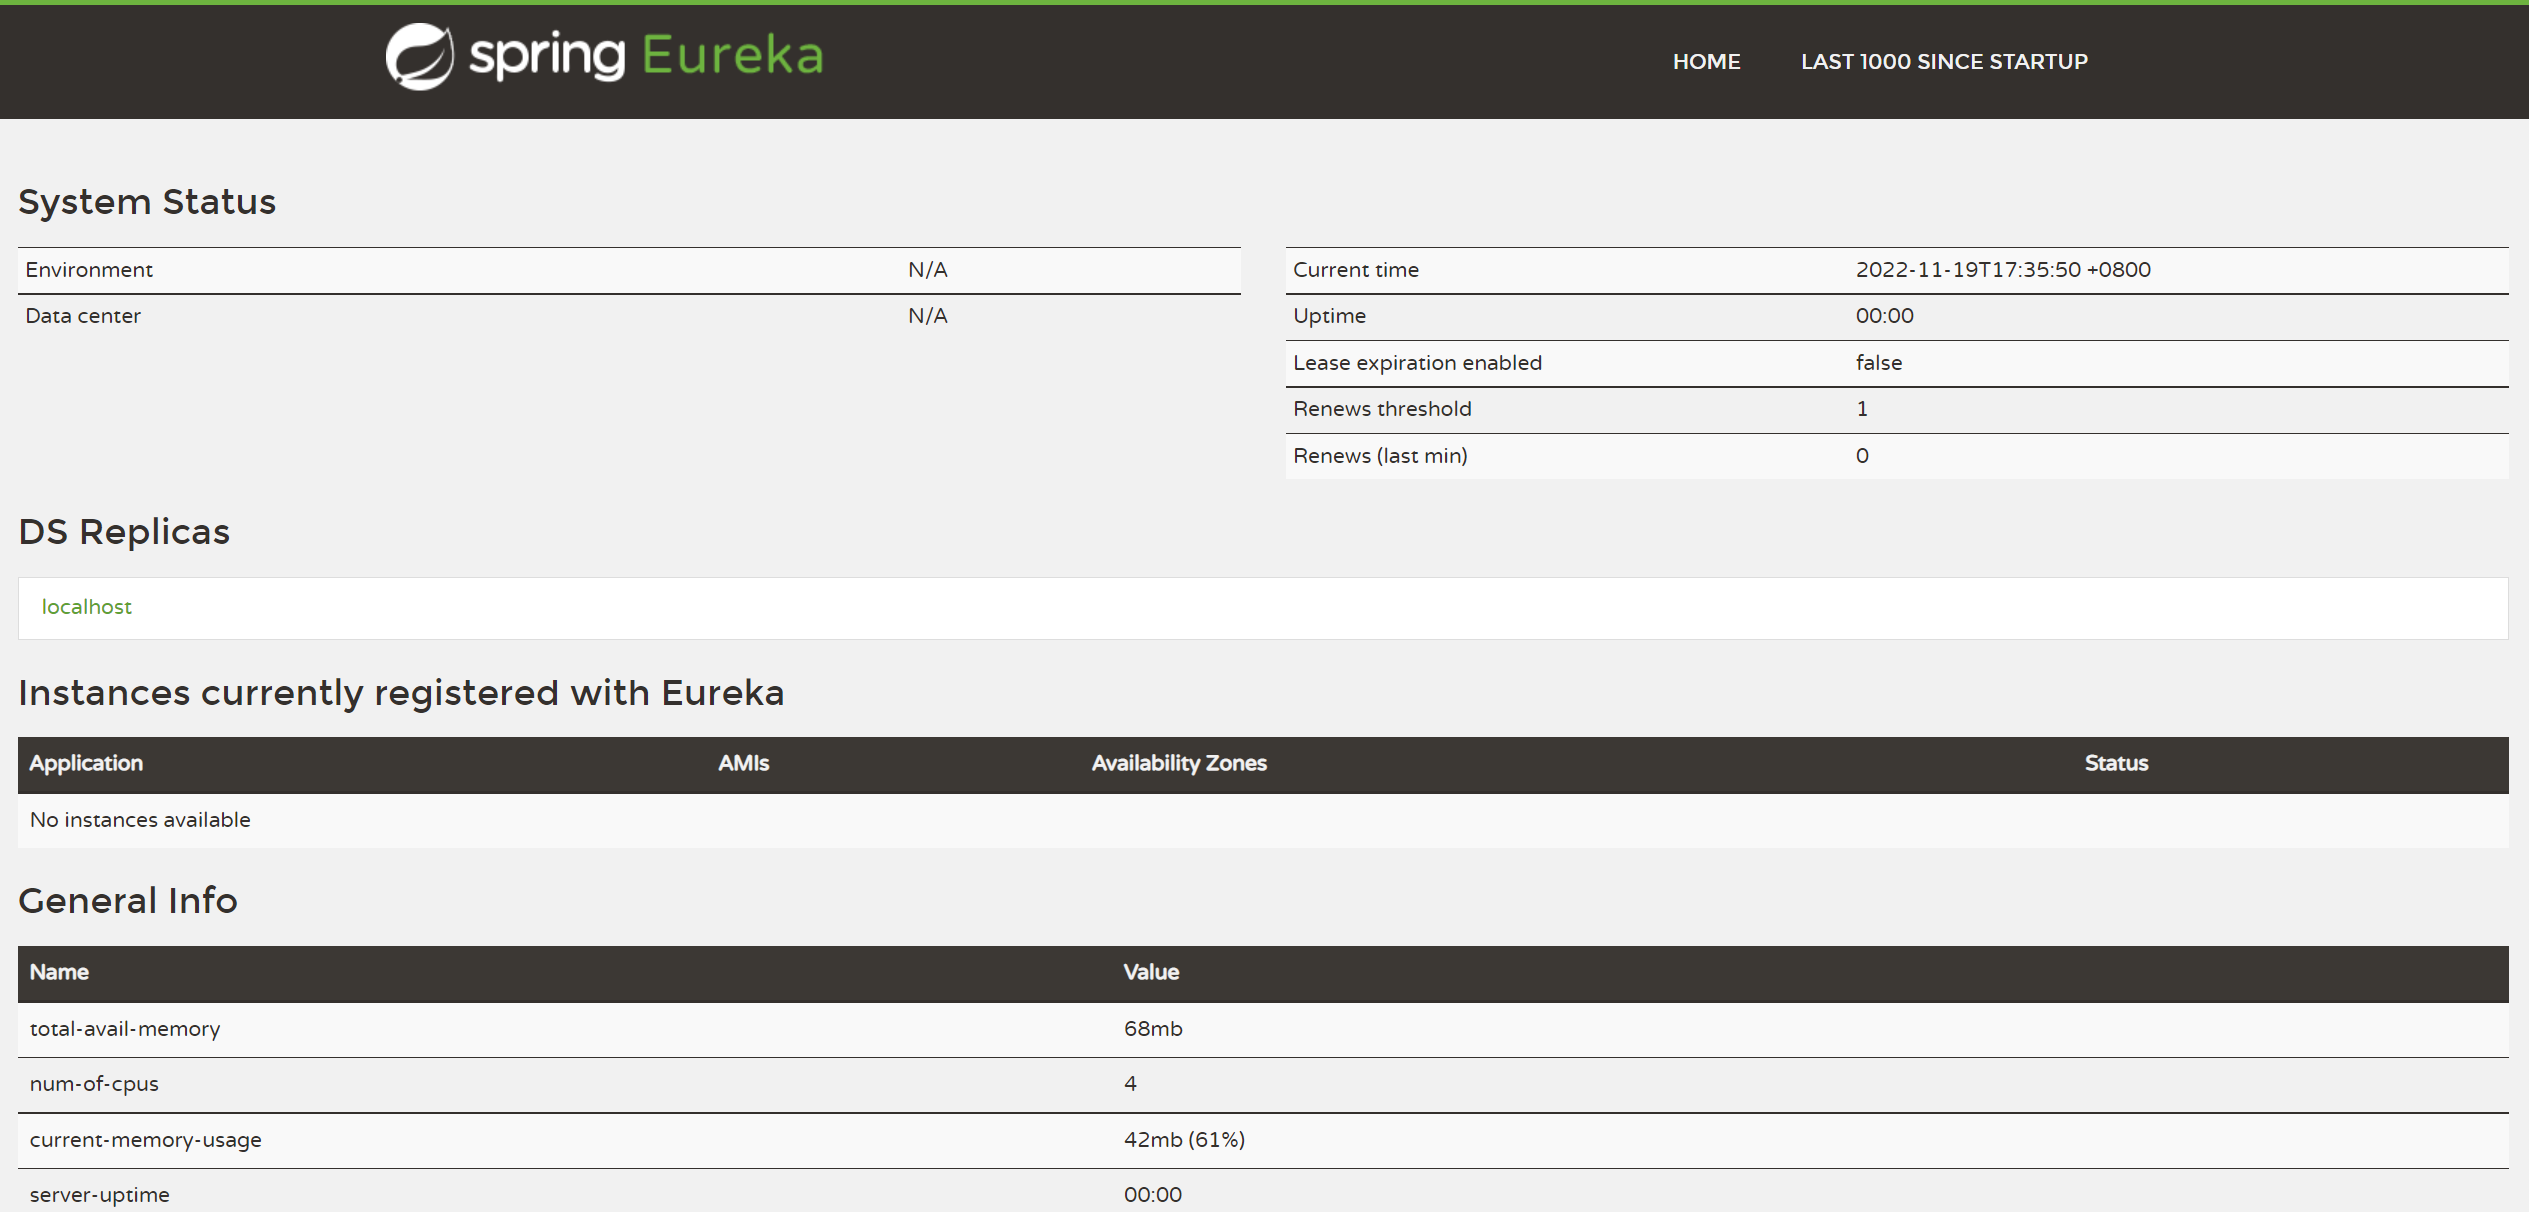 spring Eureka
HOME LAST 1000 SINCE STARTUP
System Status
Environment N/A
Data center N/A
Current time 2022-11-19T17:35:50 +0800
Uptime 00:00
Lease expiration enabled false
Renews threshold 1
Renews (last min) 0
DS Replicas
localhost
Instances currently registered with Eureka
Application AMIs Availability Zones Status
No instances available
General Info
Name Value
total-avail-memory 68mb
num-of-cpus 4
current-memory-usage 42mb (61%)
server-uptime 00:00